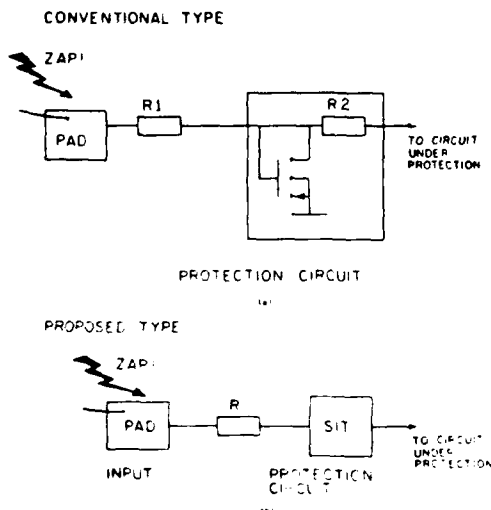 CONVENTIONAL TYPE
ZAP!
PAD
R1
R2
TO CIRCUIT
UNDER
PROTECTION
PROTECTION CIRCUIT
(a)
PROPOSED TYPE
ZAP!
PAD
R
SIT
TO CIRCUIT
UNDER
PROTECTION
INPUT
PROTECTION
CIRCUIT